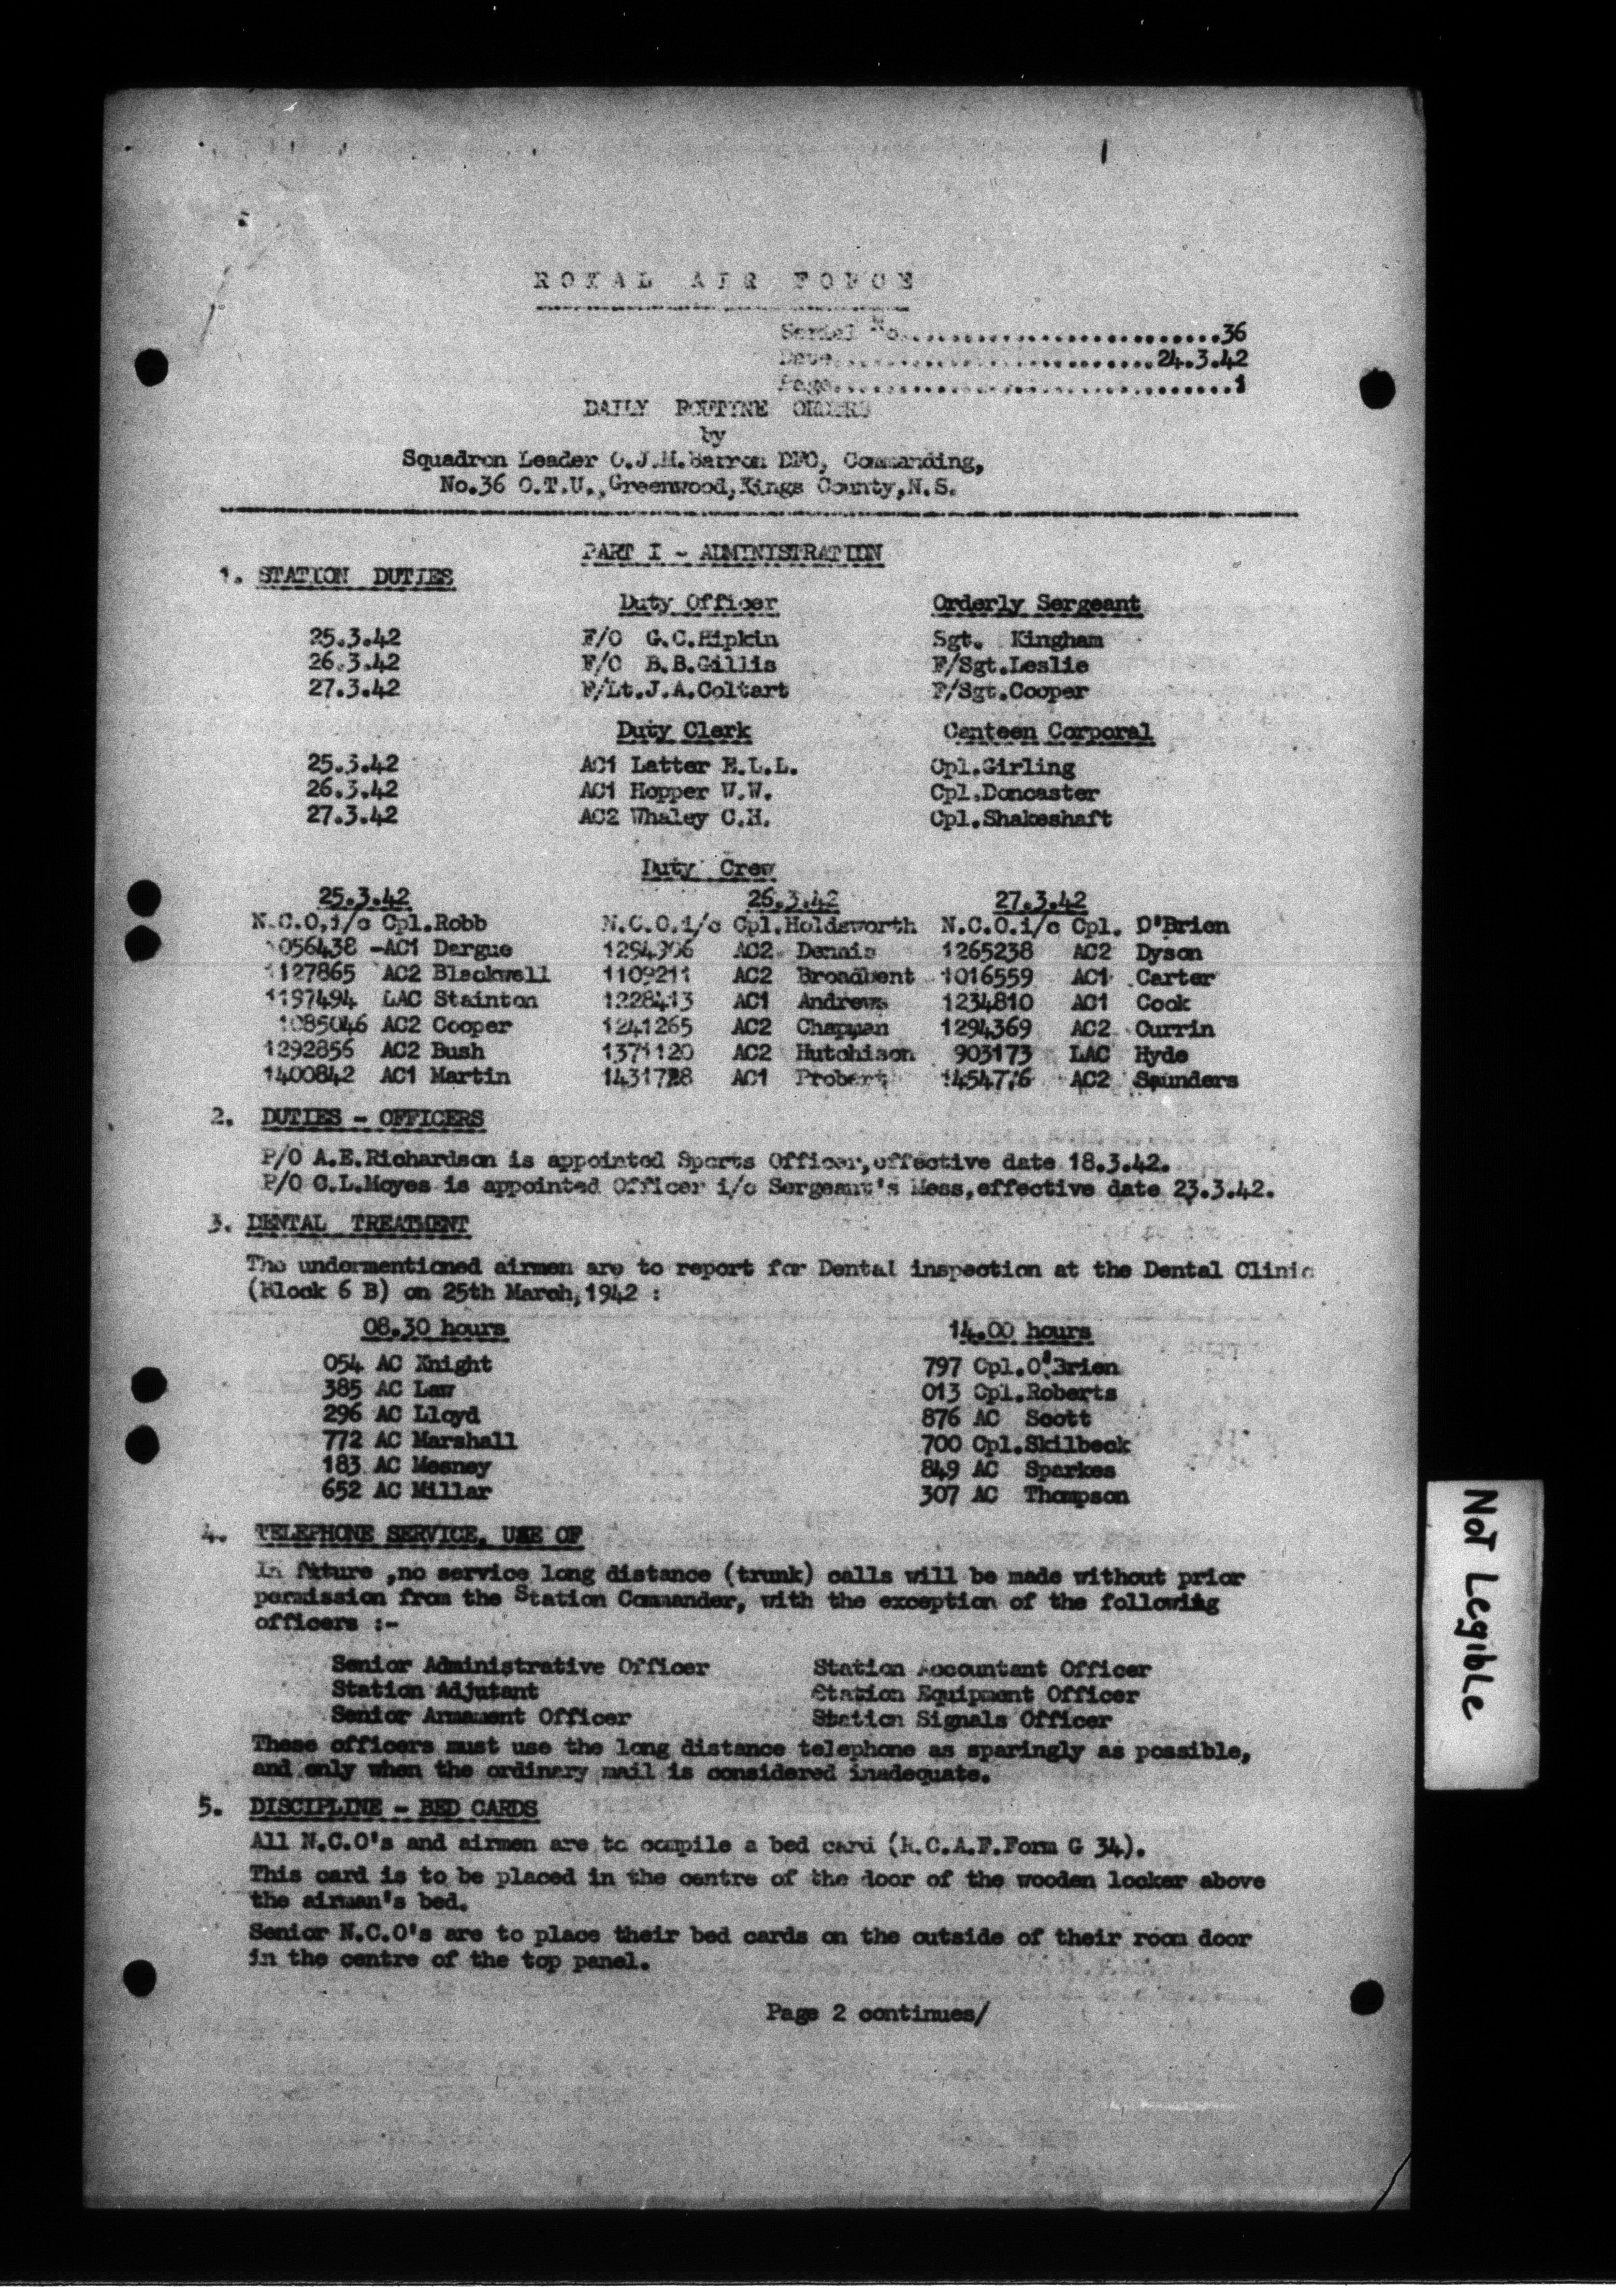 ROYAL AIR FORCE
Serial No..............................36
Date..............................24.3.42
Page..............................1
DAILY ROUTINE ORDERS
by
Squadron Leader O.J.M.Barron DFC, Commanding,
No.36 O.T.U.,Greenwood,Kings County,N.S.
PART I - ADMINISTRATION
1. STATION DUTIES
Duty Officer Orderly Sergeant
25.3.42 F/O G.C.Hipkin Sgt. Kingham
26.3.42 F/O B.B.Gillis F/Sgt.Leslie
27.3.42 F/Lt.J.A.Coltart F/Sgt.Cooper
Duty Clerk Canteen Corporal
25.3.42 AC1 Latter E.L.L. Cpl.Girling
26.3.42 AC1 Hopper W.W. Cpl.Doncaster
27.3.42 AC2 Whaley C.H. Cpl.Shakeshaft
Duty Crew
25.3.42 26.3.42 27.3.42
N.C.O,i/c Cpl.Robb N.C.O.i/c Cpl.Holdsworth N.C.O.i/c Cpl. O'Brien
1056438 -AC1 Dargue 1294906 AC2 Dennis 1265238 AC2 Dyson
1127865 AC2 Blackwell 1109211 AC2 Broadbent 1016559 AC1 Carter
1197494 LAC Stainton 1228413 AC1 Andrews 1234810 AC1 Cook
1085046 AC2 Cooper 1241265 AC2 Chapman 1294369 AC2 Currin
1292856 AC2 Bush 1371120 AC2 Hutchison 903173 LAC Hyde
1400842 AC1 Martin 1431728 AC1 Probert AC2 Saunders
2. DUTIES - OFFICERS
P/O A.E.Richardson is appointed Sports Officer,effective date 18.3.42.
P/O C.L.Moyes is appointed Officer i/c Sergeant's Mess,effective date 23.3.42.
3. DENTAL TREATMENT
The undermentioned airmen are to report for Dental inspection at the Dental Clinic
(Block 6 B) on 25th March,1942 :
08.30 hours 14.00 hours
054 AC Knight 797 Cpl.O'Brien
385 AC Law 013 Cpl.Roberts
296 AC Lloyd 876 AC Scott
772 AC Marshall 700 Cpl.Skilbeck
183 AC Mesney 849 AC Sparkes
652 AC Millar 307 AC Thompson
4. TELEPHONE SERVICE, USE OF
In future ,no service long distance (trunk) calls will be made without prior
permission from the Station Commander, with the exception of the following
officers :-
Senior Administrative Officer Station Accountant Officer
Station Adjutant Station Equipment Officer
Senior Armament Officer Station Signals Officer
These officers must use the long distance telephone as sparingly as possible,
and only when the ordinary mail is considered inadequate.
5. DISCIPLINE - BED CARDS
All N.C.O's and airmen are to compile a bed card (R.C.A.F.Form G 34).
This card is to be placed in the centre of the door of the wooden locker above
the airman's bed.
Senior N.C.O's are to place their bed cards on the outside of their room door
in the centre of the top panel.
Page 2 continues/
Not Legible